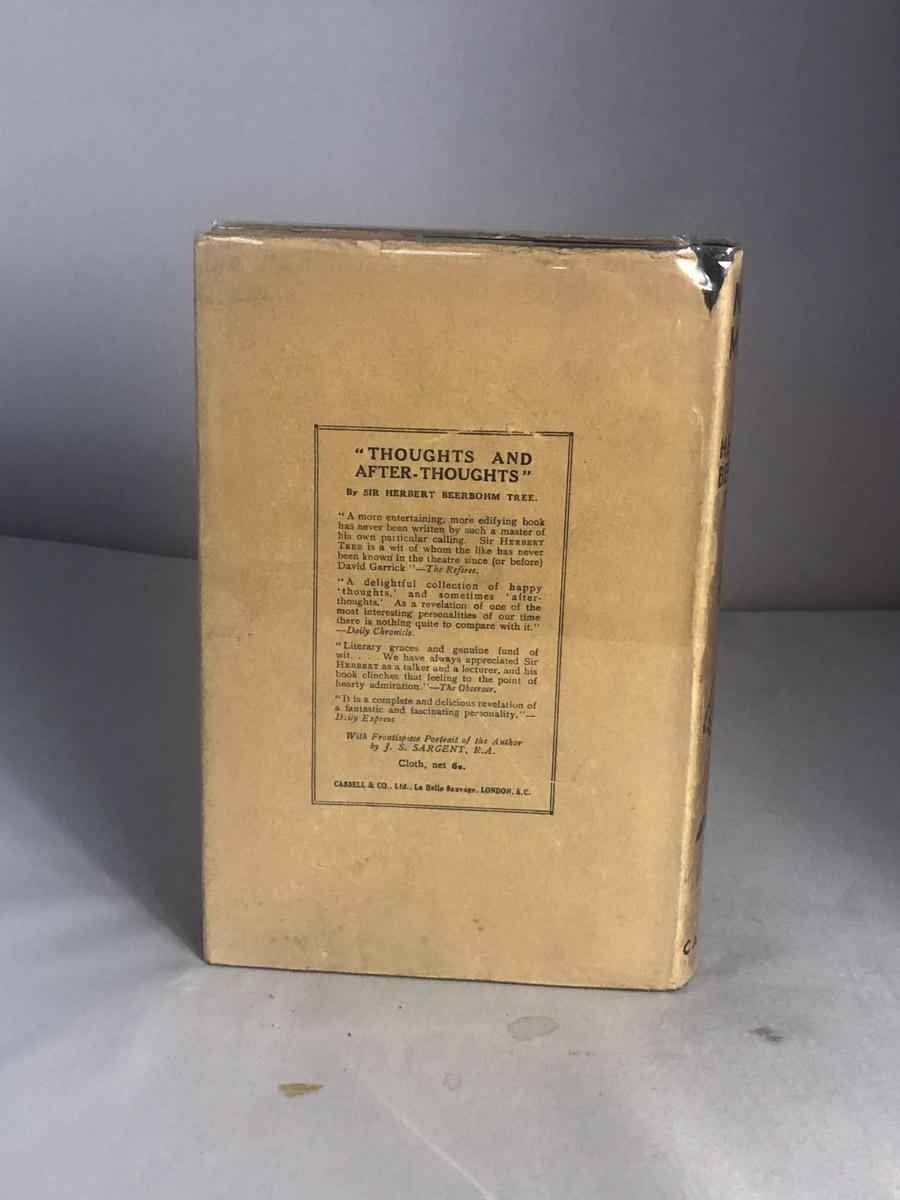 “THOUGHTS AND
AFTER-THOUGHTS”
By SIR HERBERT BEERBOHM TREE.
“A more entertaining, more edifying book
has never been written by such a master of
his own particular calling. Sir HERBERT
TREE is a wit of whom the like has never
been known in the theatre since (or before)
David Garrick”—The Referee.
“A delightful collection of happy
‘thoughts,’ and sometimes ‘after-
thoughts.’ As a revelation of one of the
most interesting personalities of our time
there is nothing quite to compare with it.”
—Daily Chronicle.
“Literary graces and genuine fund of
wit. . . . We have always appreciated Sir
HERBERT as a talker and a lecturer, and his
book clinches that feeling to the point of
hearty admiration.”—The Observer.
“It is a complete and delicious revelation of
a fantastic and fascinating personality.”—
Daily Express.
With Frontispiece Portrait of the Author
by J. S. SARGENT, R.A.
Cloth, net 6s.
CASSELL & CO., Ltd., La Belle Sauvage, LONDON, E.C.